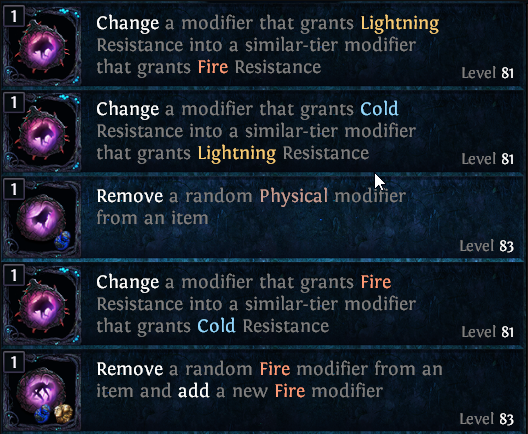 1
Change a modifier that grants Lightning
Resistance into a similar-tier modifier
that grants Fire Resistance
Level 81
1
Change a modifier that grants Cold
Resistance into a similar-tier modifier
that grants Lightning Resistance
Level 81
1
Remove a random Physical modifier
from an item
Level 83
1
Change a modifier that grants Fire
Resistance into a similar-tier modifier
that grants Cold Resistance
Level 81
1
Remove a random Fire modifier from an
item and add a new Fire modifier
Level 83